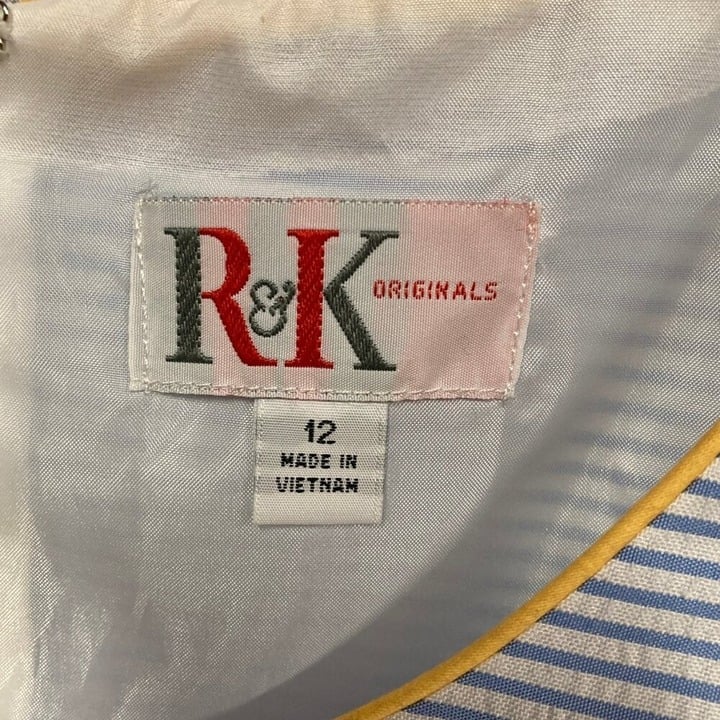 R&K ORIGINALS
12
MADE IN
VIETNAM